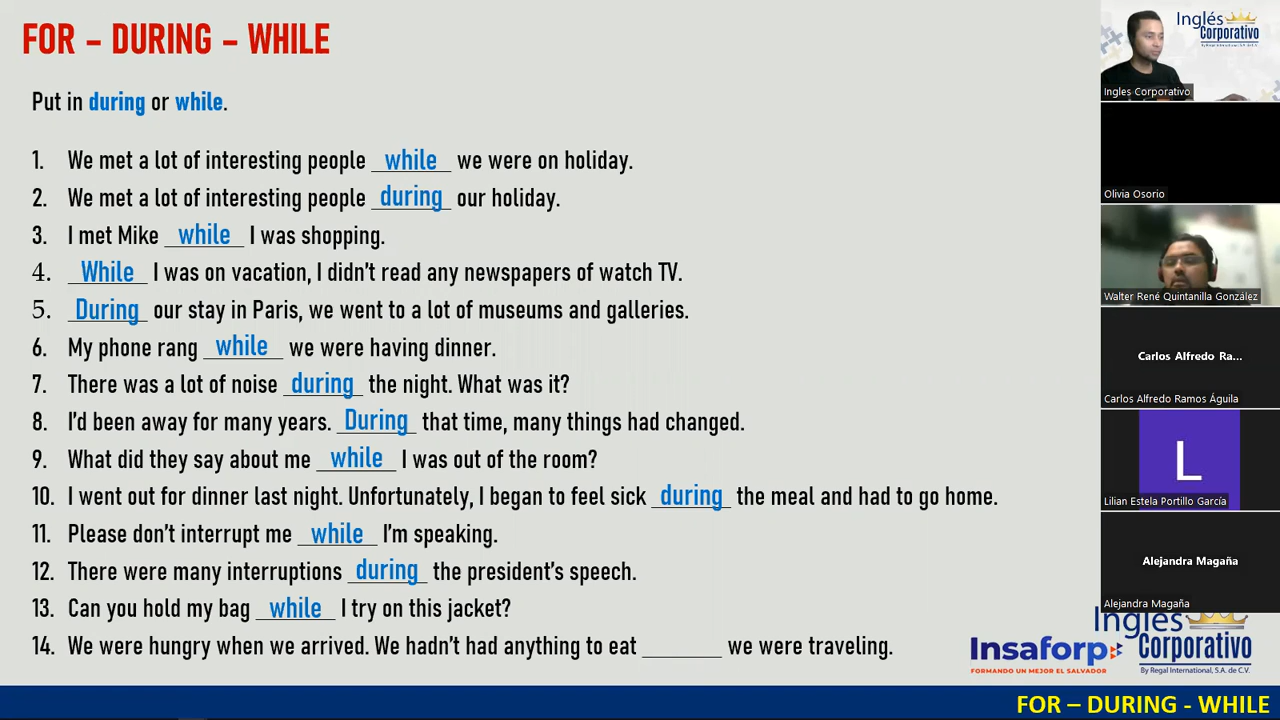 FOR – DURING – WHILE
Put in during or while.
1. We met a lot of interesting people while we were on holiday.
2. We met a lot of interesting people during our holiday.
3. I met Mike while I was shopping.
4. While I was on vacation, I didn't read any newspapers of watch TV.
5. During our stay in Paris, we went to a lot of museums and galleries.
6. My phone rang while we were having dinner.
7. There was a lot of noise during the night. What was it?
8. I'd been away for many years. During that time, many things had changed.
9. What did they say about me while I was out of the room?
10. I went out for dinner last night. Unfortunately, I began to feel sick during the meal and had to go home.
11. Please don't interrupt me while I'm speaking.
12. There were many interruptions during the president's speech.
13. Can you hold my bag while I try on this jacket?
14. We were hungry when we arrived. We hadn't had anything to eat _______ we were traveling.
Inglés
Corporativo
By Regal International, S.A. de C.V.
Ingles Corporativo
Olivia Osorio
Walter René Quintanilla González
Carlos Alfredo Ra...
Carlos Alfredo Ramos Águila
L
Lilian Estela Portillo García
Alejandra Magaña
Alejandra Magaña
Insaforp
FORMANDO UN MEJOR EL SALVADOR
Inglés
Corporativo
By Regal International, S.A. de C.V.
FOR – DURING - WHILE